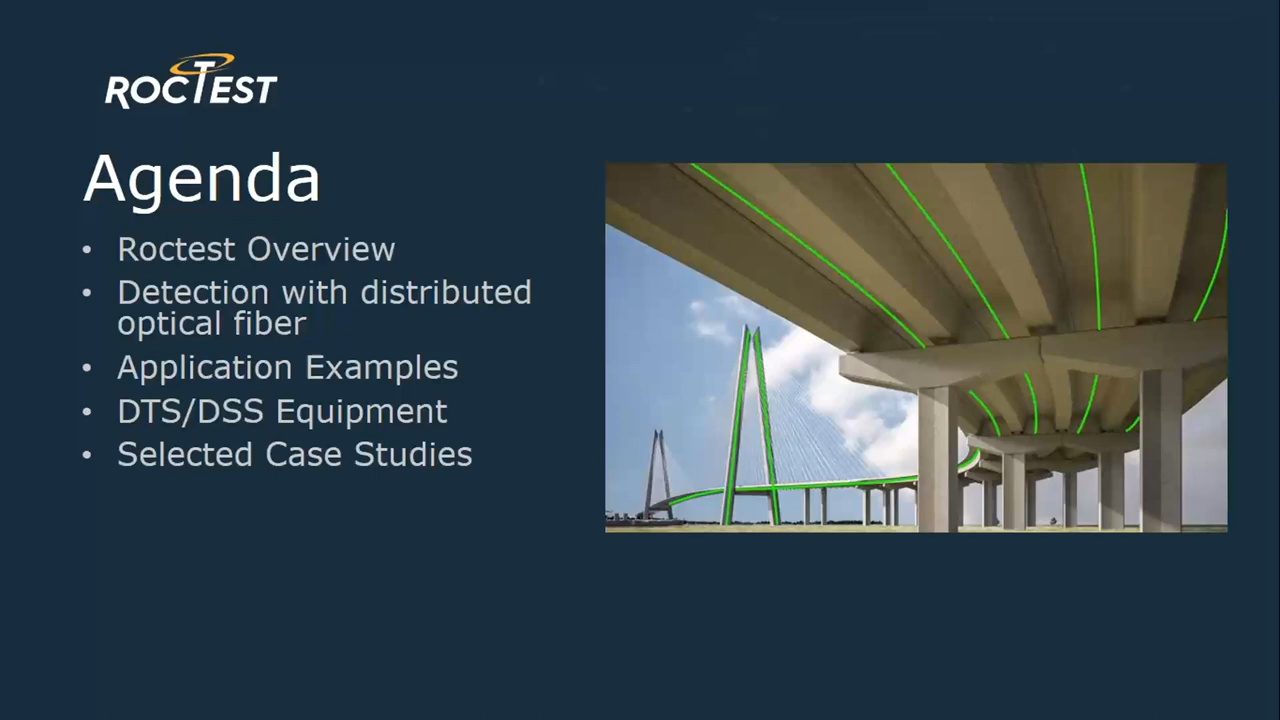 ROCTEST
Agenda
• Roctest Overview
• Detection with distributed
optical fiber
• Application Examples
• DTS/DSS Equipment
• Selected Case Studies